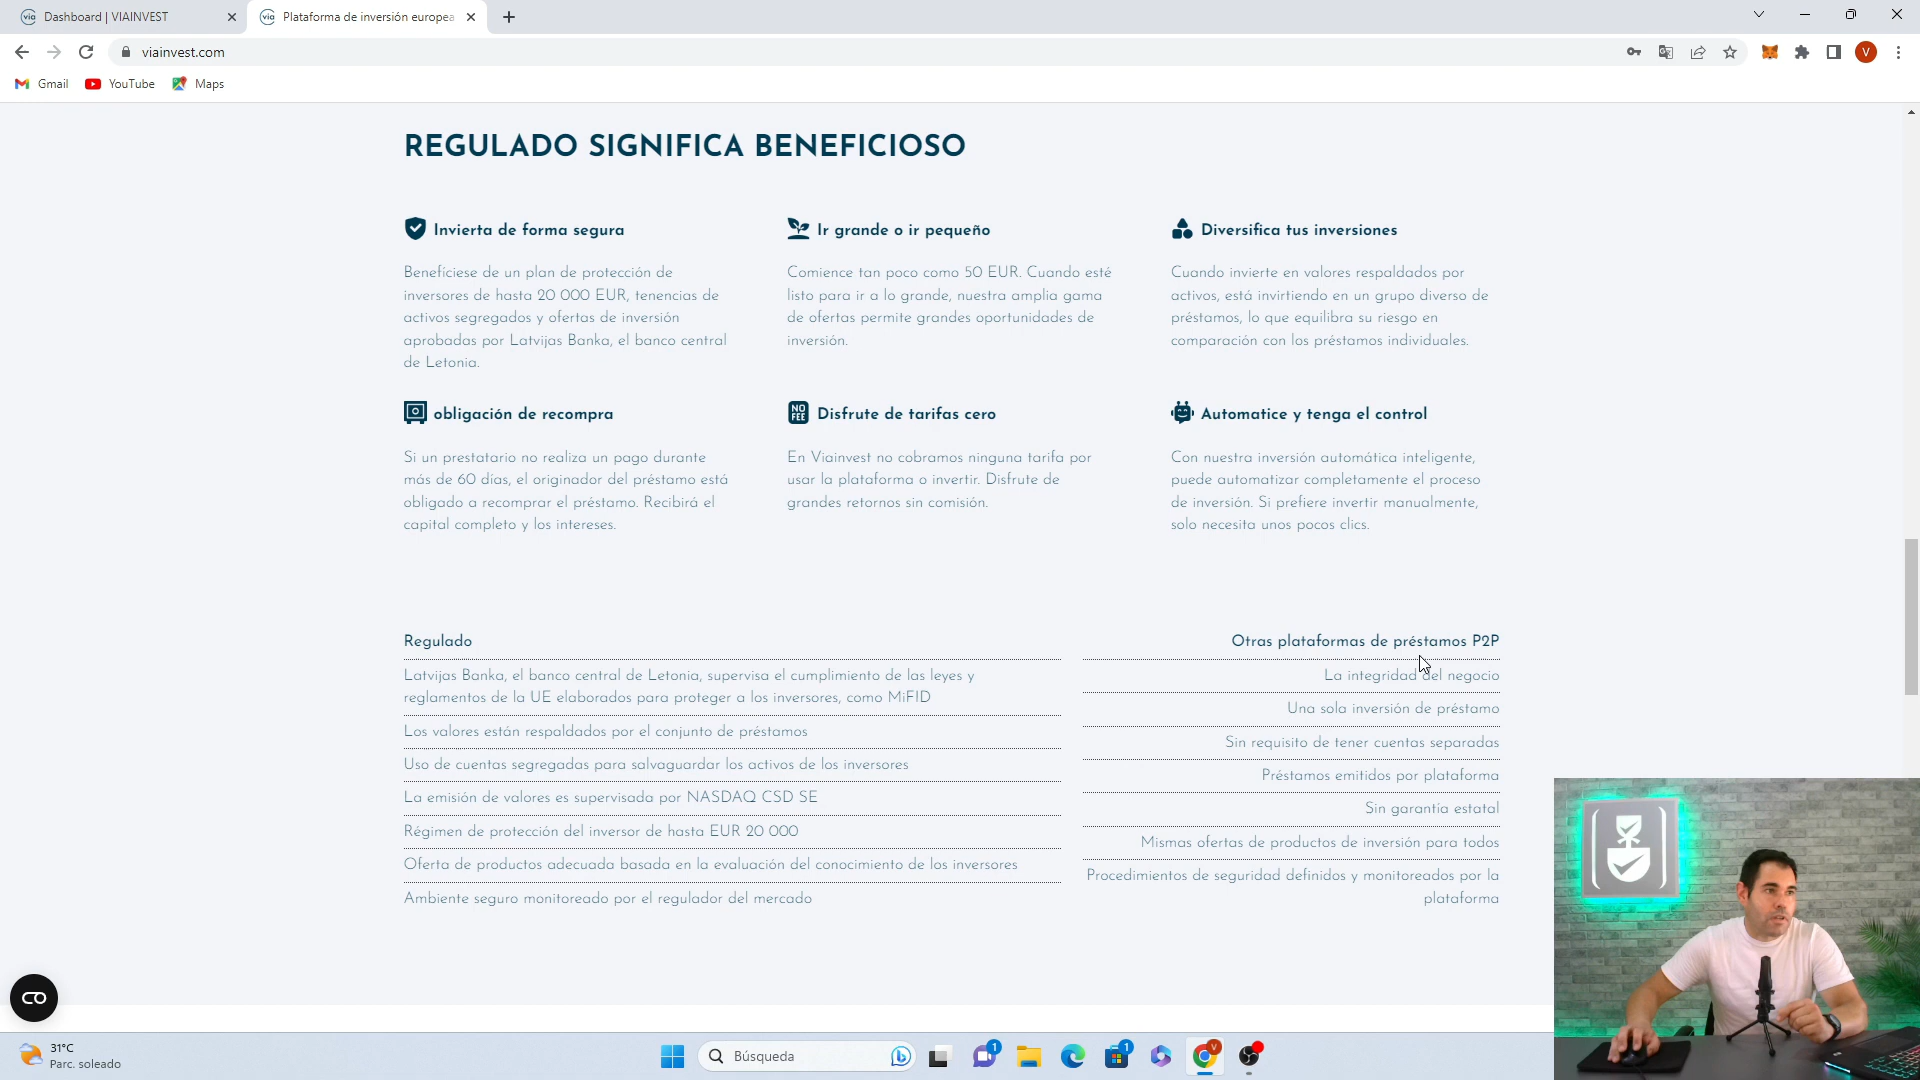 via Dashboard | VIAINVEST
via Plataforma de inversión europea
viainvest.com
V
Gmail
YouTube
Maps
REGULADO SIGNIFICA BENEFICIOSO
Invierta de forma segura
Benefíciese de un plan de protección de
inversores de hasta 20 000 EUR, tenencias de
activos segregados y ofertas de inversión
aprobadas por Latvijas Banka, el banco central
de Letonia.
Ir grande o ir pequeño
Comience tan poco como 50 EUR. Cuando esté
listo para ir a lo grande, nuestra amplia gama
de ofertas permite grandes oportunidades de
inversión.
Diversifica tus inversiones
Cuando invierte en valores respaldados por
activos, está invirtiendo en un grupo diverso de
préstamos, lo que equilibra su riesgo en
comparación con los préstamos individuales.
obligación de recompra
Si un prestatario no realiza un pago durante
más de 60 días, el originador del préstamo está
obligado a recomprar el préstamo. Recibirá el
capital completo y los intereses.
NO FEE Disfrute de tarifas cero
En Viainvest no cobramos ninguna tarifa por
usar la plataforma o invertir. Disfrute de
grandes retornos sin comisión.
Automatice y tenga el control
Con nuestra inversión automática inteligente,
puede automatizar completamente el proceso
de inversión. Si prefiere invertir manualmente,
solo necesita unos pocos clics.
Regulado
Latvijas Banka, el banco central de Letonia, supervisa el cumplimiento de las leyes y
reglamentos de la UE elaborados para proteger a los inversores, como MiFID
Los valores están respaldados por el conjunto de préstamos
Uso de cuentas segregadas para salvaguardar los activos de los inversores
La emisión de valores es supervisada por NASDAQ CSD SE
Régimen de protección del inversor de hasta EUR 20 000
Oferta de productos adecuada basada en la evaluación del conocimiento de los inversores
Ambiente seguro monitoreado por el regulador del mercado
Otras plataformas de préstamos P2P
La integridad del negocio
Una sola inversión de préstamo
Sin requisito de tener cuentas separadas
Préstamos emitidos por plataforma
Sin garantía estatal
Mismas ofertas de productos de inversión para todos
Procedimientos de seguridad definidos y monitoreados por la
plataforma
31°C
Parc. soleado
Búsqueda
1
1
V